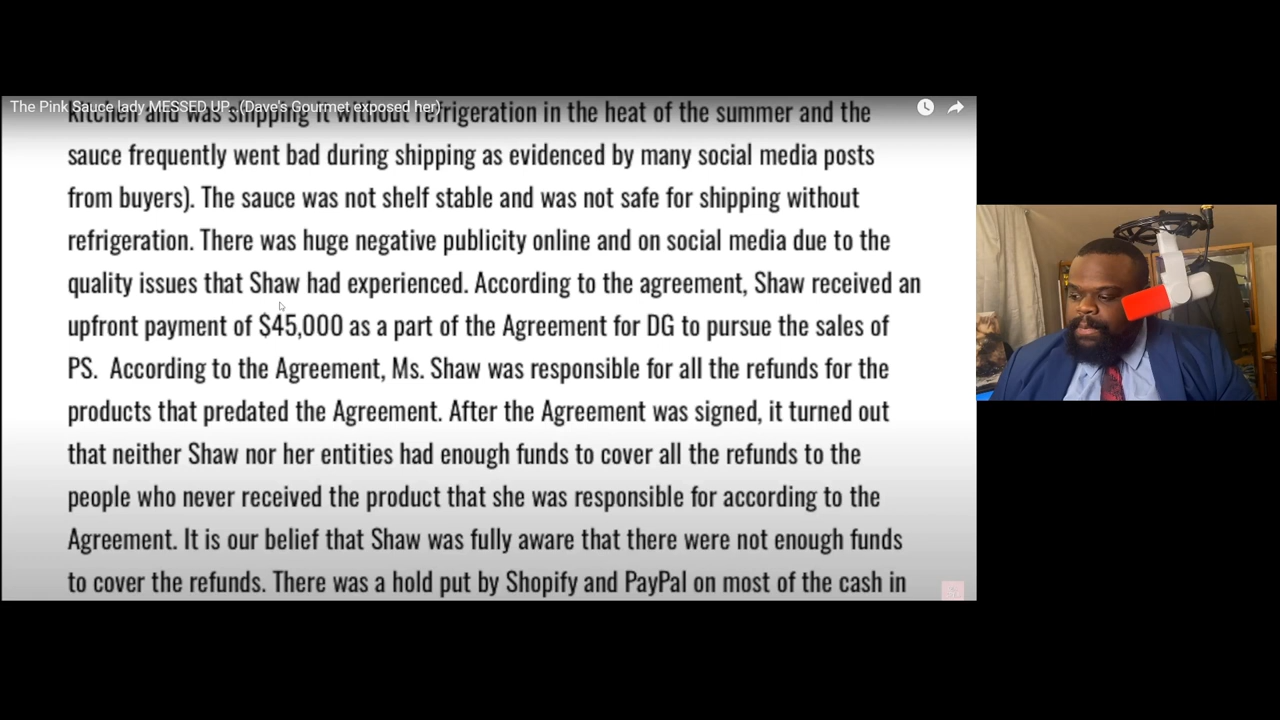 The Pink Sauce lady MESSED UP.. (Dave's Gourmet exposed her)
kitchen and was shipping it without refrigeration in the heat of the summer and the
sauce frequently went bad during shipping as evidenced by many social media posts
from buyers). The sauce was not shelf stable and was not safe for shipping without
refrigeration. There was huge negative publicity online and on social media due to the
quality issues that Shaw had experienced. According to the agreement, Shaw received an
upfront payment of $45,000 as a part of the Agreement for DG to pursue the sales of
PS. According to the Agreement, Ms. Shaw was responsible for all the refunds for the
products that predated the Agreement. After the Agreement was signed, it turned out
that neither Shaw nor her entities had enough funds to cover all the refunds to the
people who never received the product that she was responsible for according to the
Agreement. It is our belief that Shaw was fully aware that there were not enough funds
to cover the refunds. There was a hold put by Shopify and PayPal on most of the cash in